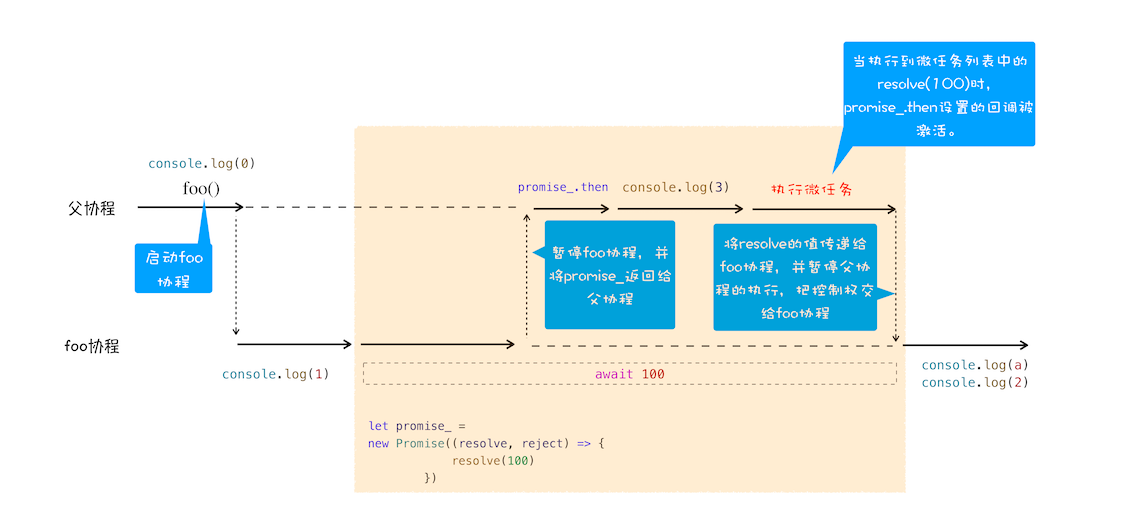 当执行到微任务列表中的
resolve(100)时，
promise_.then设置的回调被
激活。
console.log(0)
foo()
promise_.then
console.log(3)
执行微任务
父协程
启动foo
协程
暂停foo协程，并
将promise_返回给
父协程
将resolve的值传递给
foo协程，并暂停父协
程的执行，把控制权交
给foo协程
foo协程
console.log(1)
await 100
console.log(a)
console.log(2)
let promise_ =
new Promise((resolve, reject) => {
resolve(100)
})